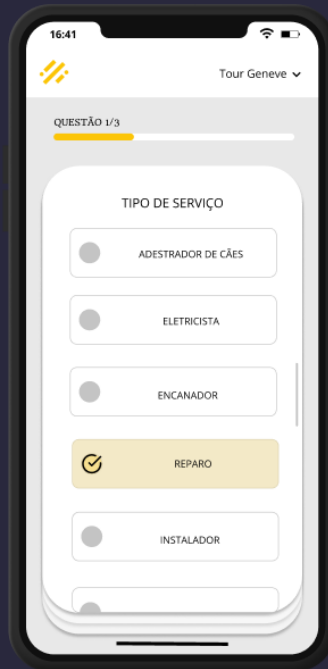 16:41
Tour Geneve
QUESTÃO 1/3
TIPO DE SERVIÇO
ADESTRADOR DE CÃES
ELETRICISTA
ENCANADOR
REPARO
INSTALADOR